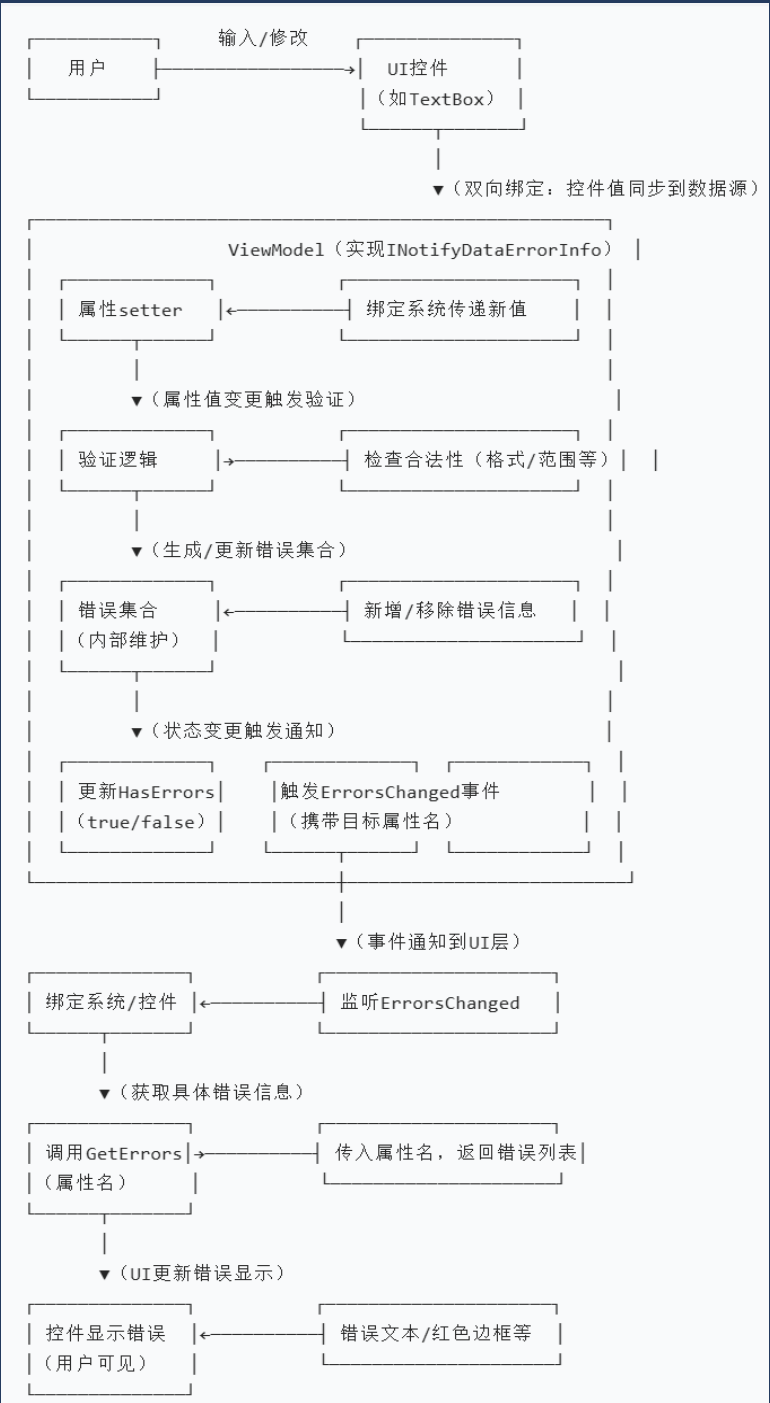 输入/修改
用户
UI控件
（如TextBox）
（双向绑定：控件值同步到数据源）
ViewModel（实现INotifyDataErrorInfo）
属性setter
绑定系统传递新值
（属性值变更触发验证）
验证逻辑
检查合法性（格式/范围等）
（生成/更新错误集合）
错误集合
新增/移除错误信息
（内部维护）
（状态变更触发通知）
更新HasErrors
触发ErrorsChanged事件
（true/false）
（携带目标属性名）
（事件通知到UI层）
绑定系统/控件
监听ErrorsChanged
（获取具体错误信息）
调用GetErrors
传入属性名，返回错误列表
（属性名）
（UI更新错误显示）
控件显示错误
错误文本/红色边框等
（用户可见）